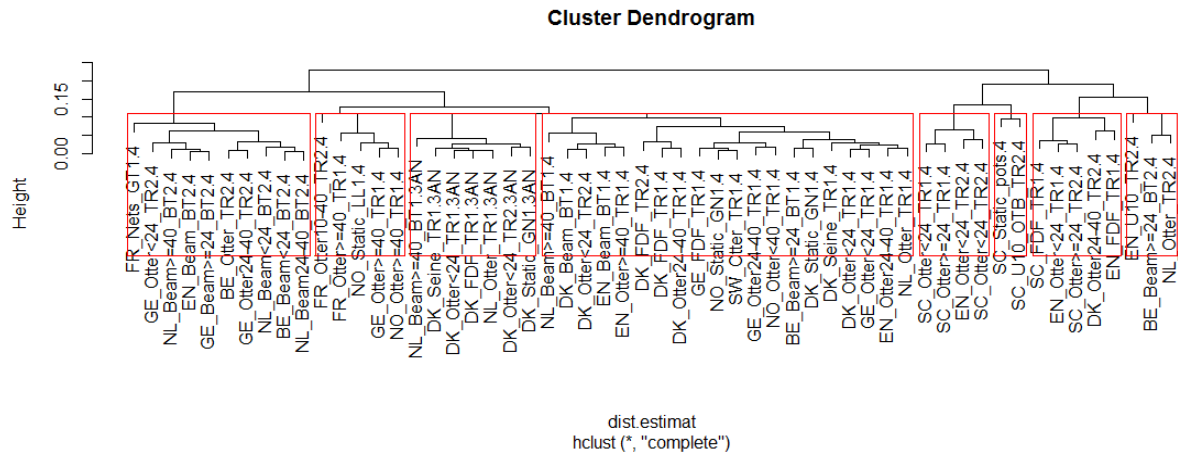 Cluster Dendrogram
Height
0.00
0.15
FR_Nets_GT1.4
GE_Otter<24_TR2.4
NL_Beam>=40_BT2.4
EN_Beam_BT2.4
GE_Beam>=24_BT2.4
BE_Otter_TR2.4
GE_Otter24-40_TR2.4
NL_Beam<24_BT2.4
BE_Beam<24_BT2.4
NL_Beam24-40_BT2.4
FR_Otter10-40_TR2.4
FR_Otter>=40_TR1.4
NO_Static_LL1.4
GE_Otter>=40_TR1.4
NO_Otter>=40_TR1.4
NL_Beam>=40_BT1.3AN
DK_Seine_TR1.3AN
DK_Otter<24_TR1.3AN
DK_FDF_TR1.3AN
NL_Otter_TR1.3AN
DK_Otter<24_TR2.3AN
DK_Static_GN1.3AN
NL_Beam>=40_BT1.4
DK_Beam_BT1.4
DK_Otter<24_TR2.4
EN_Beam_BT1.4
EN_Otter>=40_TR1.4
DK_FDF_TR2.4
DK_FDF_TR1.4
DK_Otter24-40_TR1.4
GE_FDF_TR1.4
NO_Static_GN1.4
SW_Otter_TR1.4
GE_Otter24-40_TR1.4
NO_Otter<40_TR1.4
BE_Beam>=24_BT1.4
DK_Static_GN1.4
DK_Seine_TR1.4
DK_Otter<24_TR1.4
GE_Otter<24_TR1.4
EN_Otter24-40_TR1.4
NL_Otter_TR1.4
SC_Otter<24_TR1.4
SC_Otter>=24_TR1.4
EN_Otter<24_TR2.4
SC_Otter<24_TR2.4
SC_Static_pots.4
SC_U10_OTB_TR2.4
SC_FDF_TR1.4
EN_Otter<24_TR1.4
SC_Otter>=24_TR2.4
DK_Otter24-40_TR2.4
EN_FDF_TR1.4
EN_U10_TR2.4
BE_Beam>=24_BT2.4
NL_Otter_TR2.4
dist.estimat
hclust (*, "complete")